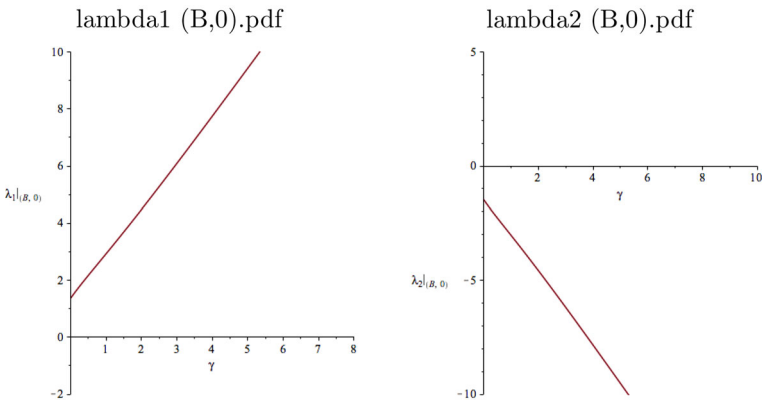 lambda1 (B,0).pdf
10
8
6
λ₁|(B, 0)
4
2
0
1 2 3 4 5 6 7 8
γ
−2
lambda2 (B,0).pdf
5
0
2 4 6 8 10
γ
λ₂|(B, 0)
−5
−10